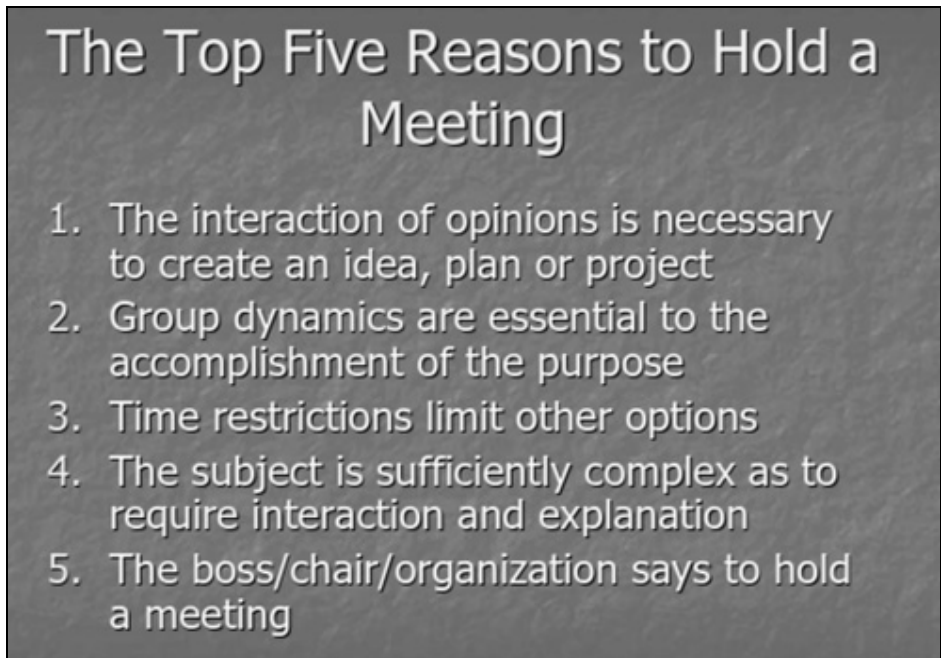 The Top Five Reasons to Hold a
Meeting
1. The interaction of opinions is necessary
to create an idea, plan or project
2. Group dynamics are essential to the
accomplishment of the purpose
3. Time restrictions limit other options
4. The subject is sufficiently complex as to
require interaction and explanation
5. The boss/chair/organization says to hold
a meeting